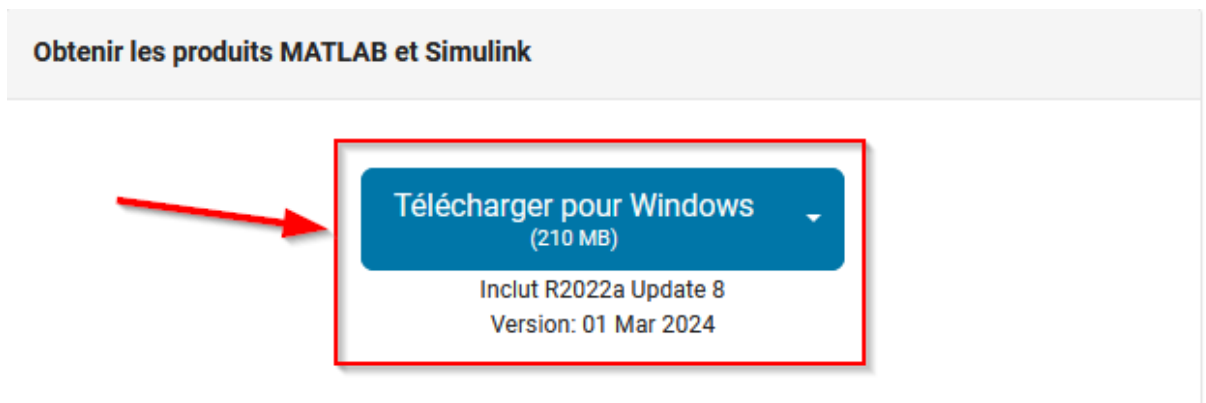 Obtenir les produits MATLAB et Simulink
Télécharger pour Windows
(210 MB)
Inclut R2022a Update 8
Version: 01 Mar 2024